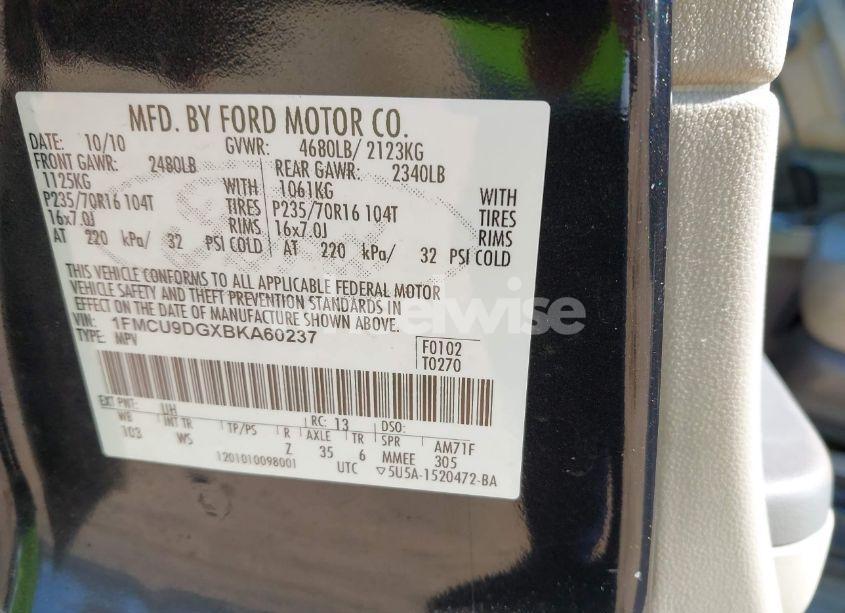 MFD. BY FORD MOTOR CO.
DATE: 10/10 GVWR: 4680LB/ 2123KG
FRONT GAWR: 2480LB REAR GAWR: 2340LB
1125KG WITH 1061KG WITH
P235/70R16 104T TIRES P235/70R16 104T TIRES
16x7.0J RIMS 16x7.0J RIMS
AT 220 kPa/ 32 PSI COLD AT 220 kPa/ 32 PSI COLD
THIS VEHICLE CONFORMS TO ALL APPLICABLE FEDERAL MOTOR
VEHICLE SAFETY AND THEFT PREVENTION STANDARDS IN
EFFECT ON THE DATE OF MANUFACTURE SHOWN ABOVE.
VIN: 1FMCU9DGXBKA60237
TYPE: MPV
F0102
T0270
EXT PNT: UH RC: 13 DSO:
WB INT TR TP/PS R AXLE TR SPR AM71F
103 WS Z 35 6 MMEE 305
1201010098001 UTC ▽5U5A-1520472-BA